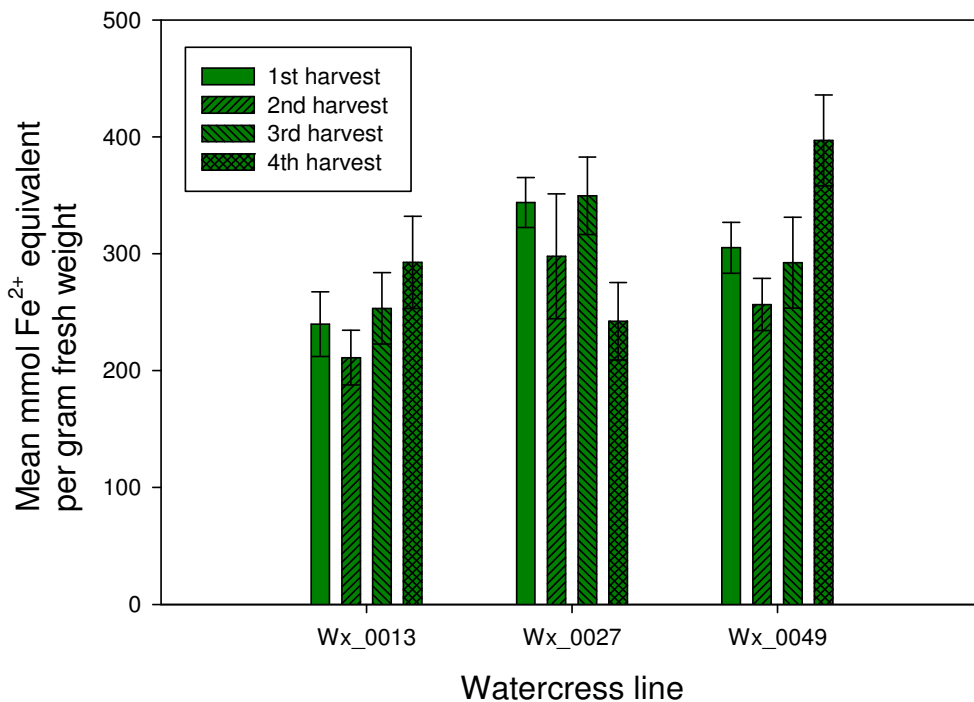 500
400
300
200
100
0
Mean mmol Fe²⁺ equivalent
per gram fresh weight
1st harvest
2nd harvest
3rd harvest
4th harvest
Wx_0013
Wx_0027
Wx_0049
Watercress line